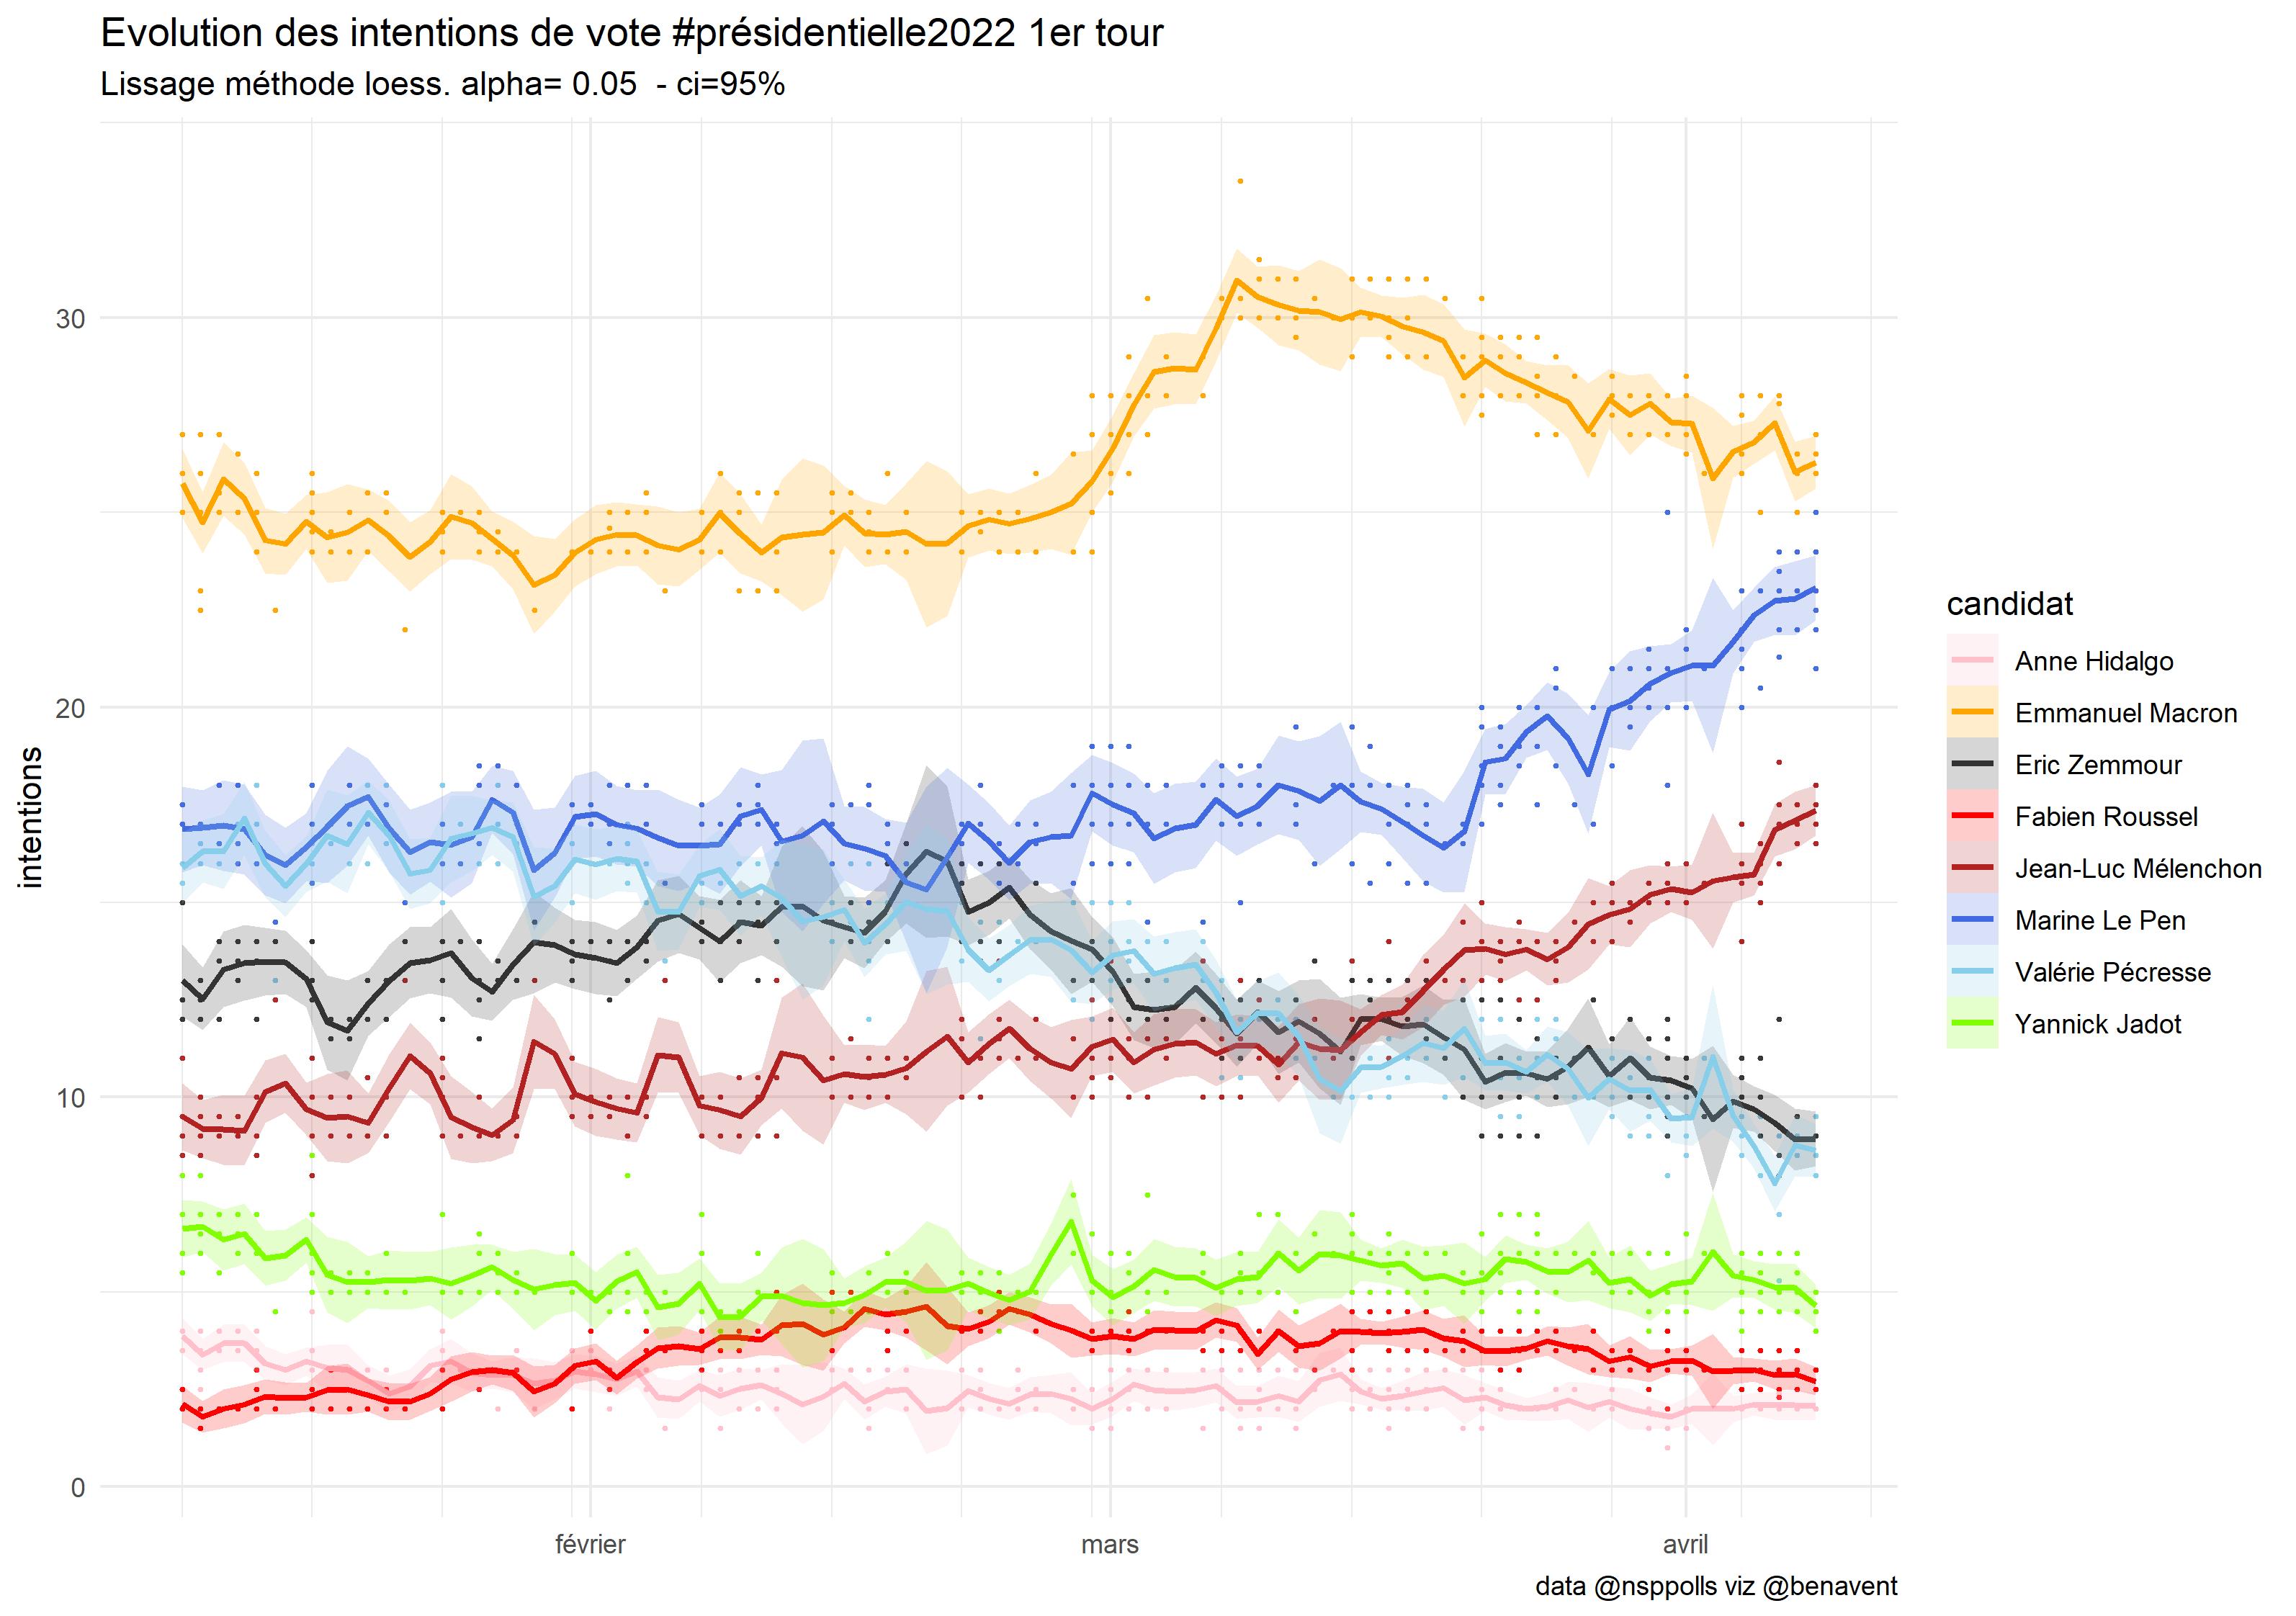 Evolution des intentions de vote #présidentielle2022 1er tour
Lissage méthode loess. alpha= 0.05  - ci=95%
30
20
10
0
intentions
février
mars
avril
candidat
Anne Hidalgo
Emmanuel Macron
Eric Zemmour
Fabien Roussel
Jean-Luc Mélenchon
Marine Le Pen
Valérie Pécresse
Yannick Jadot
data @nsppolls viz @benavent